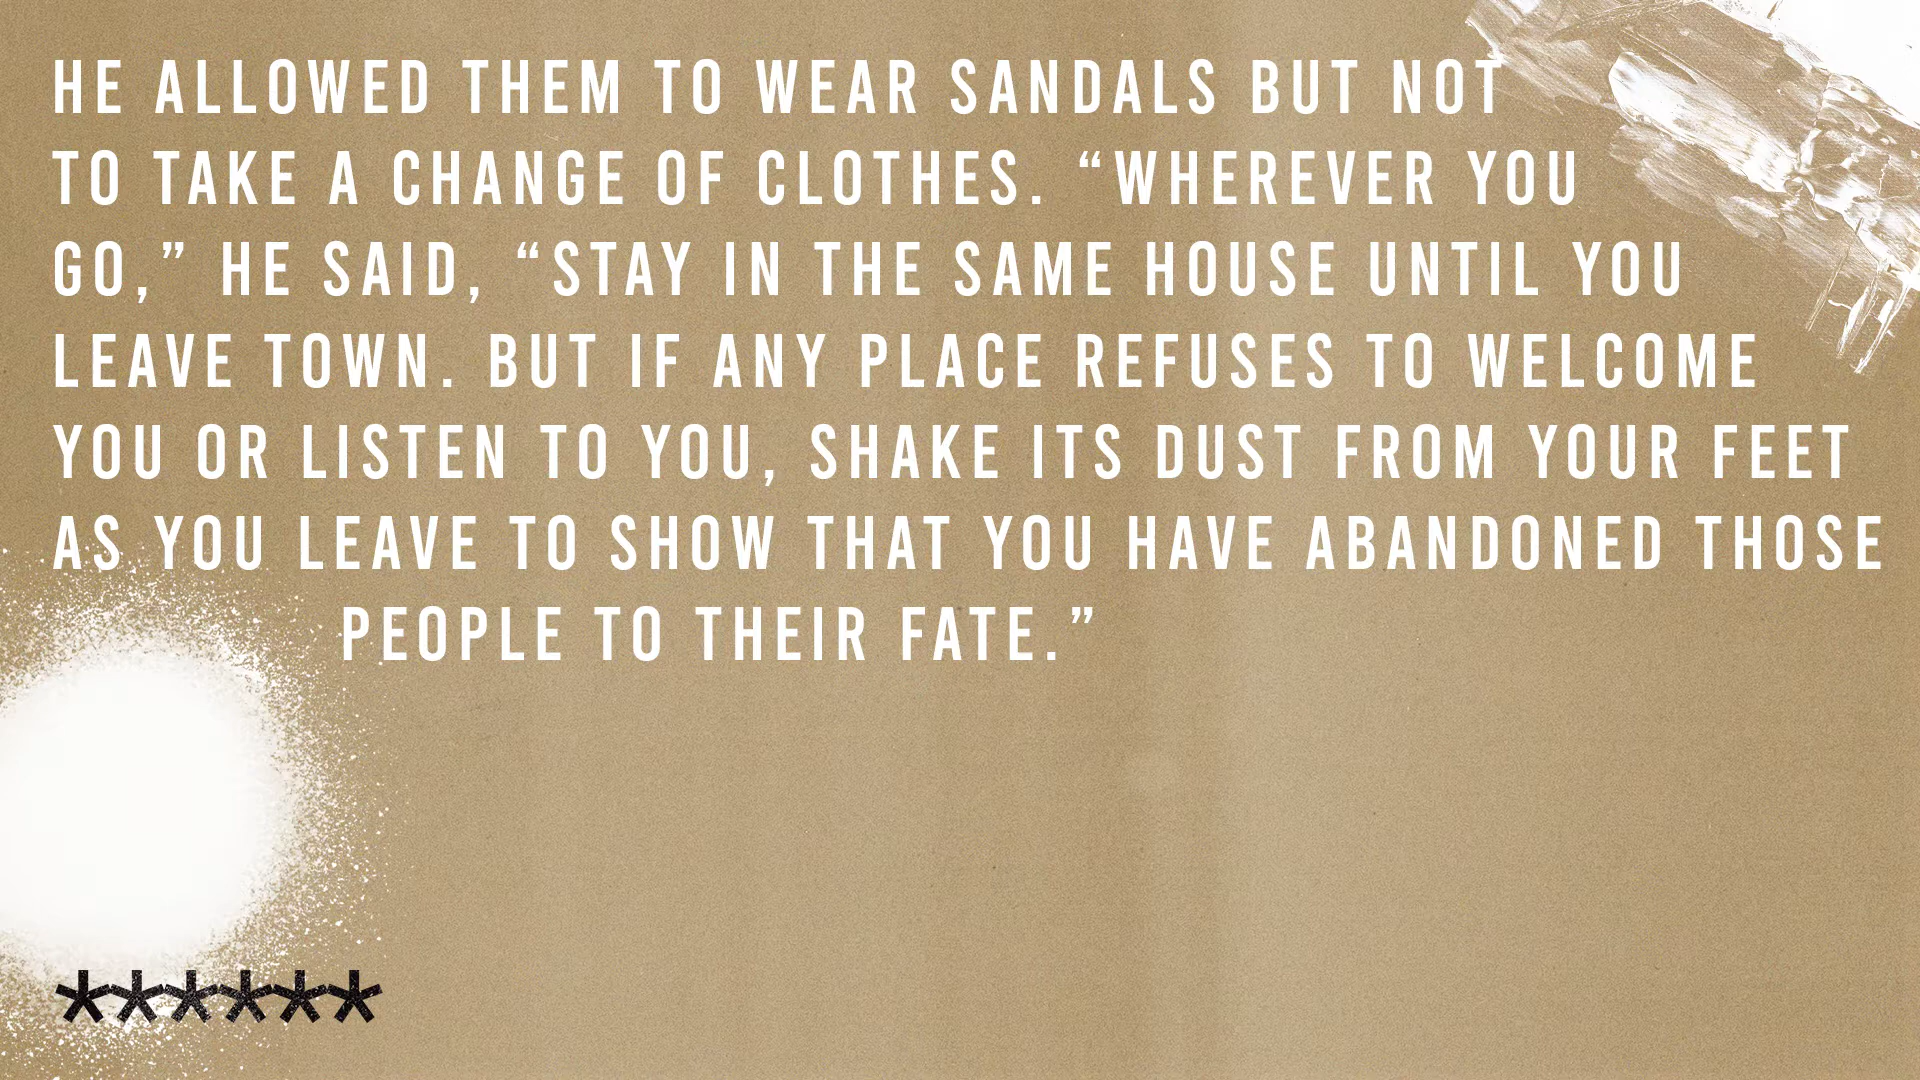 HE ALLOWED THEM TO WEAR SANDALS BUT NOT
TO TAKE A CHANGE OF CLOTHES. “WHEREVER YOU
GO,” HE SAID, “STAY IN THE SAME HOUSE UNTIL YOU
LEAVE TOWN. BUT IF ANY PLACE REFUSES TO WELCOME
YOU OR LISTEN TO YOU, SHAKE ITS DUST FROM YOUR FEET
AS YOU LEAVE TO SHOW THAT YOU HAVE ABANDONED THOSE
PEOPLE TO THEIR FATE.”
******